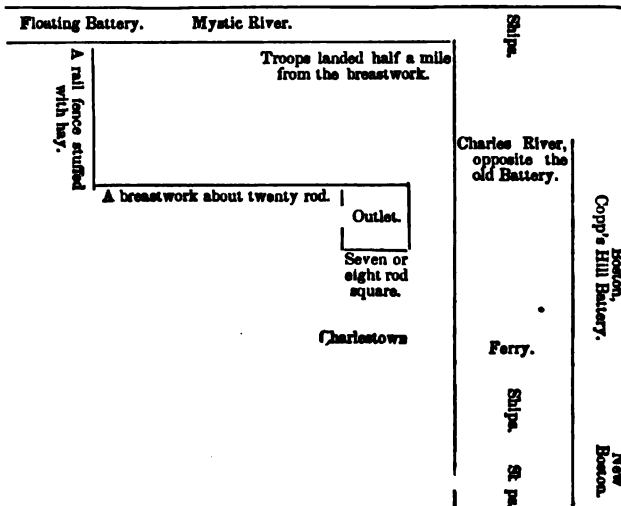 Floating Battery. Mystic River.
Ships.
A rail fence stuffed
with hay.
Troops landed half a mile
from the breastwork.
Charles River,
opposite the
old Battery.
A breastwork about twenty rod.
Outlet.
Seven or
eight rod
square.
Boston,
Copp's Hill Battery.
Charlestown
Ferry.
Ships.
New
Boston.